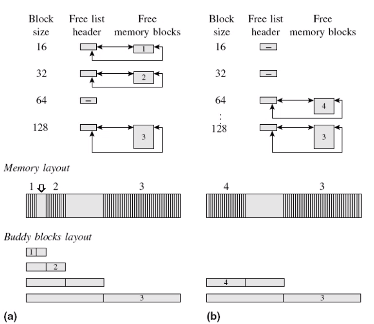 Block size Free list header Free memory blocks Block size Free list header Free memory blocks
16 – 1 16 –
32 – 2 32 –
64 – 64 – 4
⋮
128 – 3 128 – 3
Memory layout
1 2 3 4 3
Buddy blocks layout
1
2
4
3 3
(a) (b)